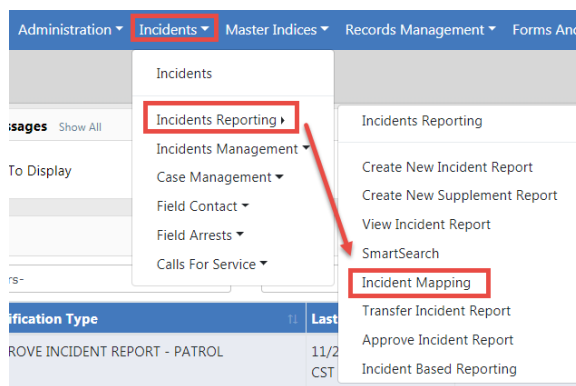 Administration Incidents Master Indices Records Management Forms And
Incidents
ssages Show All
Incidents Reporting
Incidents Reporting
Incidents Management
To Display
Create New Incident Report
Case Management
Create New Supplement Report
Field Contact
View Incident Report
Field Arrests
SmartSearch
Calls For Service
rs-
Incident Mapping
ification Type
Last
Transfer Incident Report
ROVE INCIDENT REPORT - PATROL
11/2
Approve Incident Report
CST
Incident Based Reporting